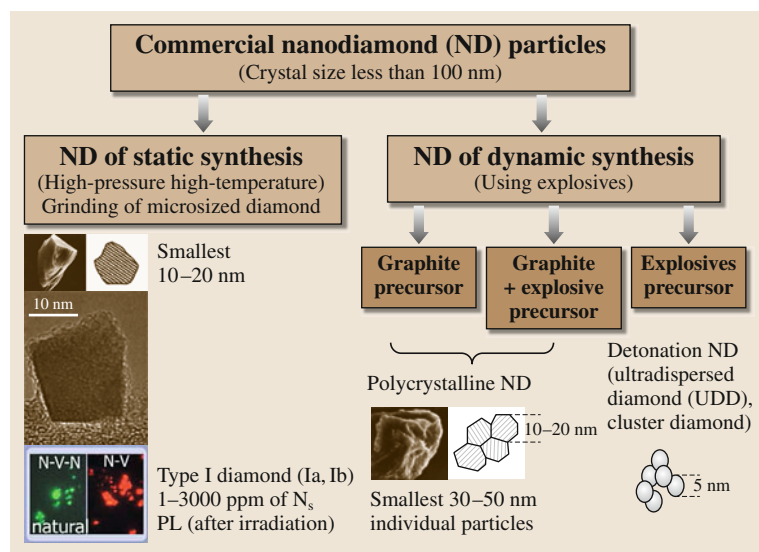 Commercial nanodiamond (ND) particles
(Crystal size less than 100 nm)
ND of static synthesis
(High-pressure high-temperature)
Grinding of microsized diamond
Smallest
10–20 nm
10 nm
N-V-N
N-V
natural
Type I diamond (Ia, Ib)
1–3000 ppm of Nₛ
PL (after irradiation)
ND of dynamic synthesis
(Using explosives)
Graphite
precursor
Graphite
+ explosive
precursor
Explosives
precursor
Polycrystalline ND
10–20 nm
Smallest 30–50 nm
individual particles
Detonation ND
(ultradispersed
diamond (UDD),
cluster diamond)
5 nm